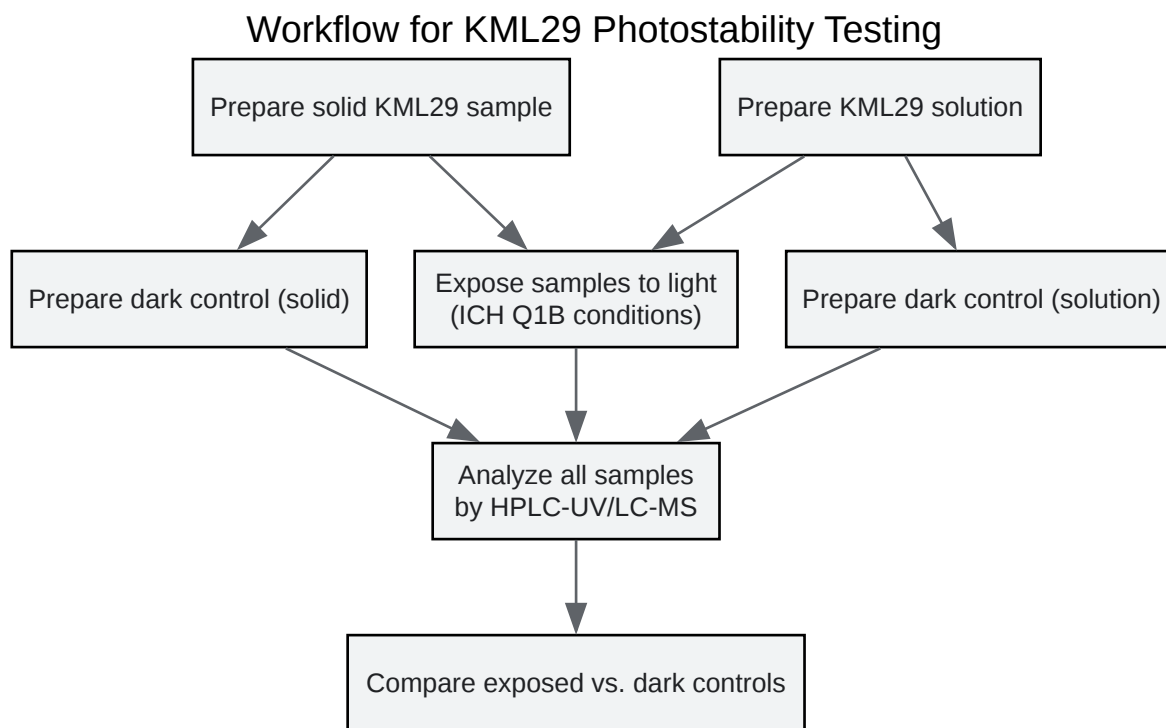 Workflow for KML29 Photostability Testing
Prepare solid KML29 sample
Prepare KML29 solution
Prepare dark control (solid)
Expose samples to light
(ICH Q1B conditions)
Prepare dark control (solution)
Analyze all samples
by HPLC-UV/LC-MS
Compare exposed vs. dark controls